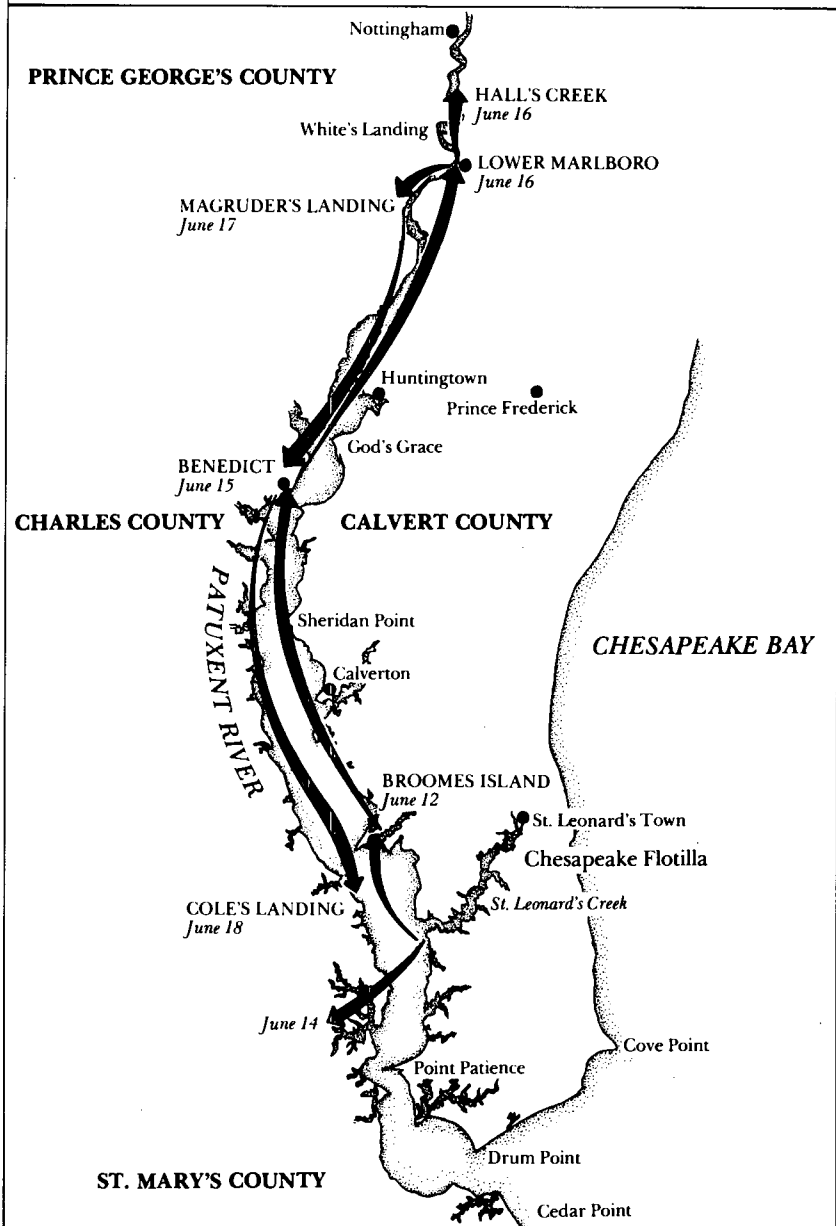 Nottingham
PRINCE GEORGE'S COUNTY
HALL'S CREEK
June 16
White's Landing
LOWER MARLBORO
June 16
MAGRUDER'S LANDING
June 17
Huntingtown
Prince Frederick
God's Grace
BENEDICT
June 15
CHARLES COUNTY
CALVERT COUNTY
PATUXENT RIVER
Sheridan Point
CHESAPEAKE BAY
Calverton
BROOMES ISLAND
June 12
St. Leonard's Town
Chesapeake Flotilla
St. Leonard's Creek
COLE'S LANDING
June 18
June 14
Cove Point
Point Patience
Drum Point
ST. MARY'S COUNTY
Cedar Point